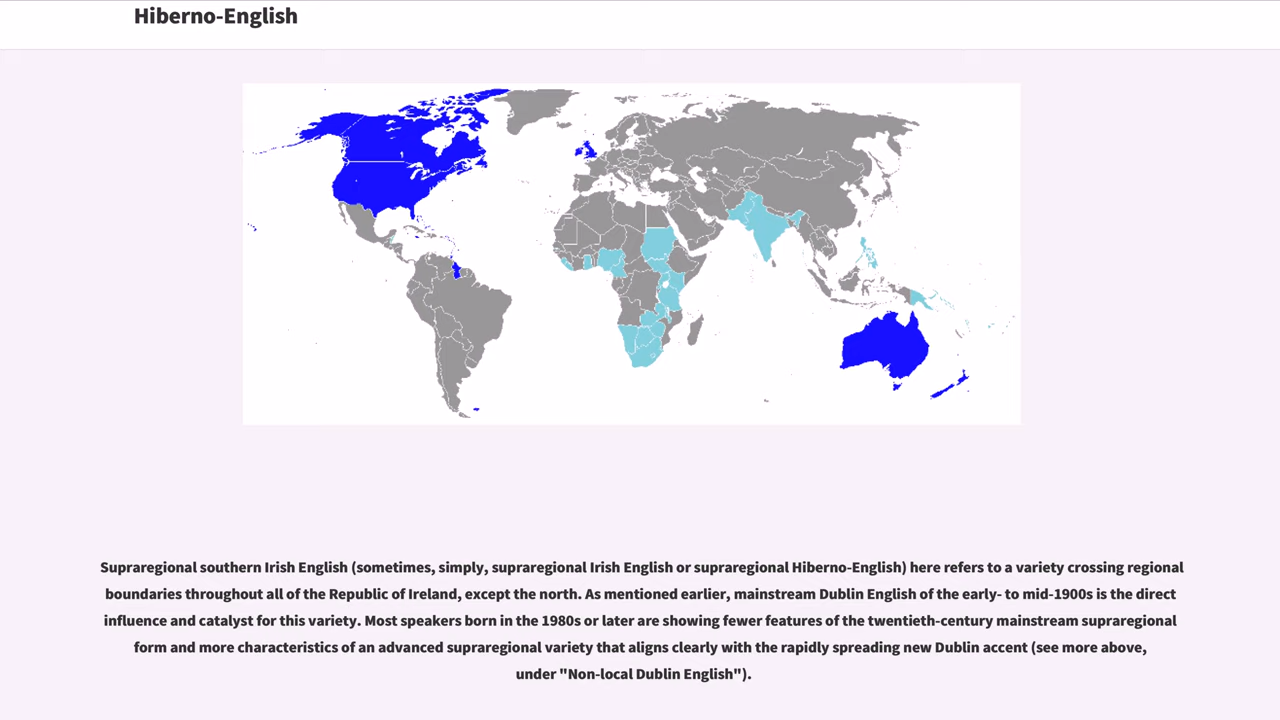 Hiberno-English
Supraregional southern Irish English (sometimes, simply, supraregional Irish English or supraregional Hiberno-English) here refers to a variety crossing regional
boundaries throughout all of the Republic of Ireland, except the north. As mentioned earlier, mainstream Dublin English of the early- to mid-1900s is the direct
influence and catalyst for this variety. Most speakers born in the 1980s or later are showing fewer features of the twentieth-century mainstream supraregional
form and more characteristics of an advanced supraregional variety that aligns clearly with the rapidly spreading new Dublin accent (see more above,
under "Non-local Dublin English").